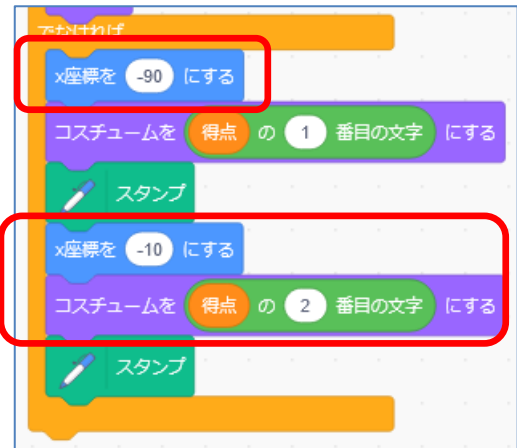 でなければ
x座標を -90 にする
コスチュームを 得点 の 1 番目の文字 にする
スタンプ
x座標を -10 にする
コスチュームを 得点 の 2 番目の文字 にする
スタンプ